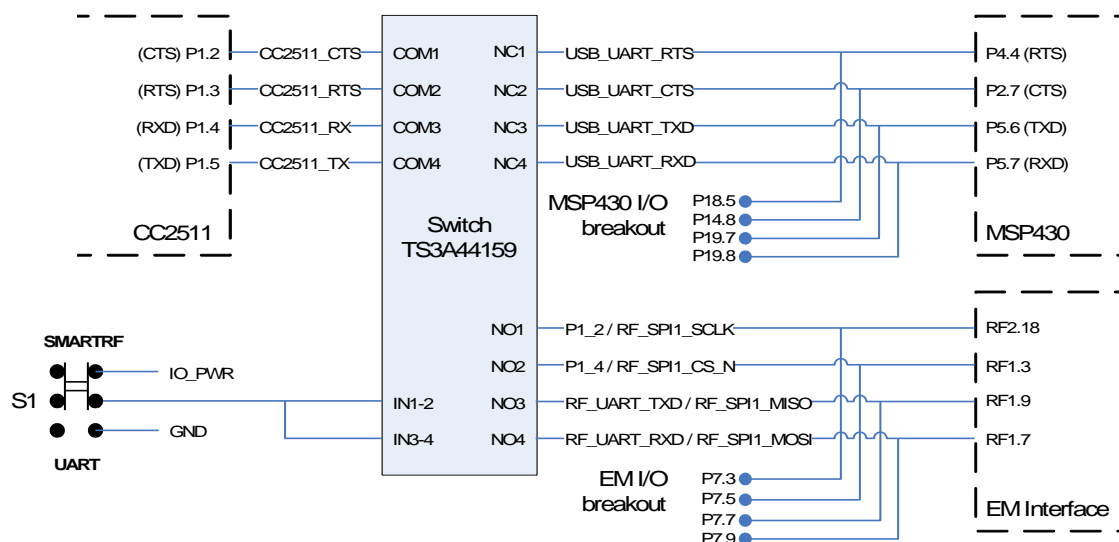 (CTS) P1.2 CC2511_CTS COM1 NC1 USB_UART_RTS P4.4 (RTS)
(RTS) P1.3 CC2511_RTS COM2 NC2 USB_UART_CTS P2.7 (CTS)
(RXD) P1.4 CC2511_RX COM3 NC3 USB_UART_TXD P5.6 (TXD)
(TXD) P1.5 CC2511_TX COM4 NC4 USB_UART_RXD P5.7 (RXD)
CC2511
Switch
TS3A44159
MSP430 I/O
breakout
P18.5
P14.8
P19.7
P19.8
MSP430
SMARTRF
IO_PWR
S1
GND
UART
IN1-2
IN3-4
NO1 P1_2 / RF_SPI1_SCLK RF2.18
NO2 P1_4 / RF_SPI1_CS_N RF1.3
NO3 RF_UART_TXD / RF_SPI1_MISO RF1.9
NO4 RF_UART_RXD / RF_SPI1_MOSI RF1.7
EM I/O
breakout
P7.3
P7.5
P7.7
P7.9
EM Interface